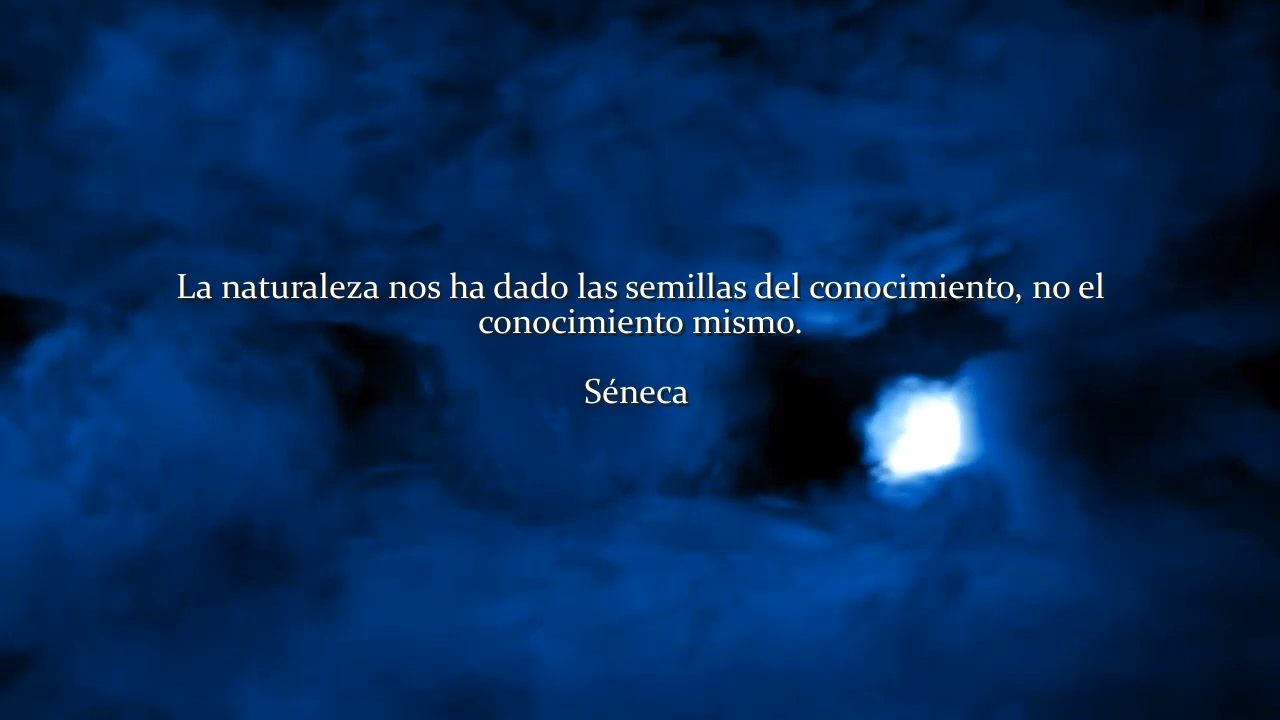 La naturaleza nos ha dado las semillas del conocimiento, no el
conocimiento mismo.
Séneca